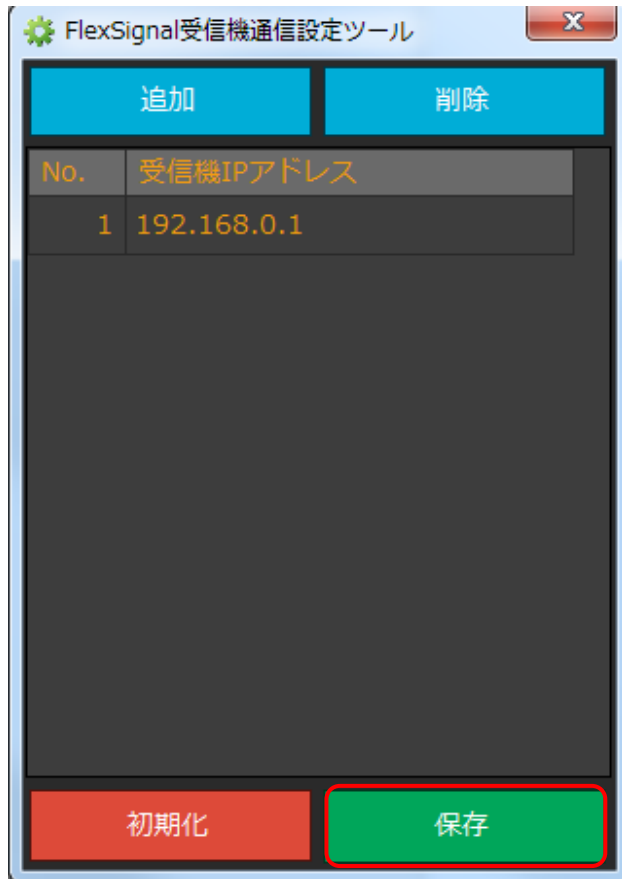 FlexSignal受信機通信設定ツール
追加 削除
No. 受信機IPアドレス
1 192.168.0.1
初期化 保存